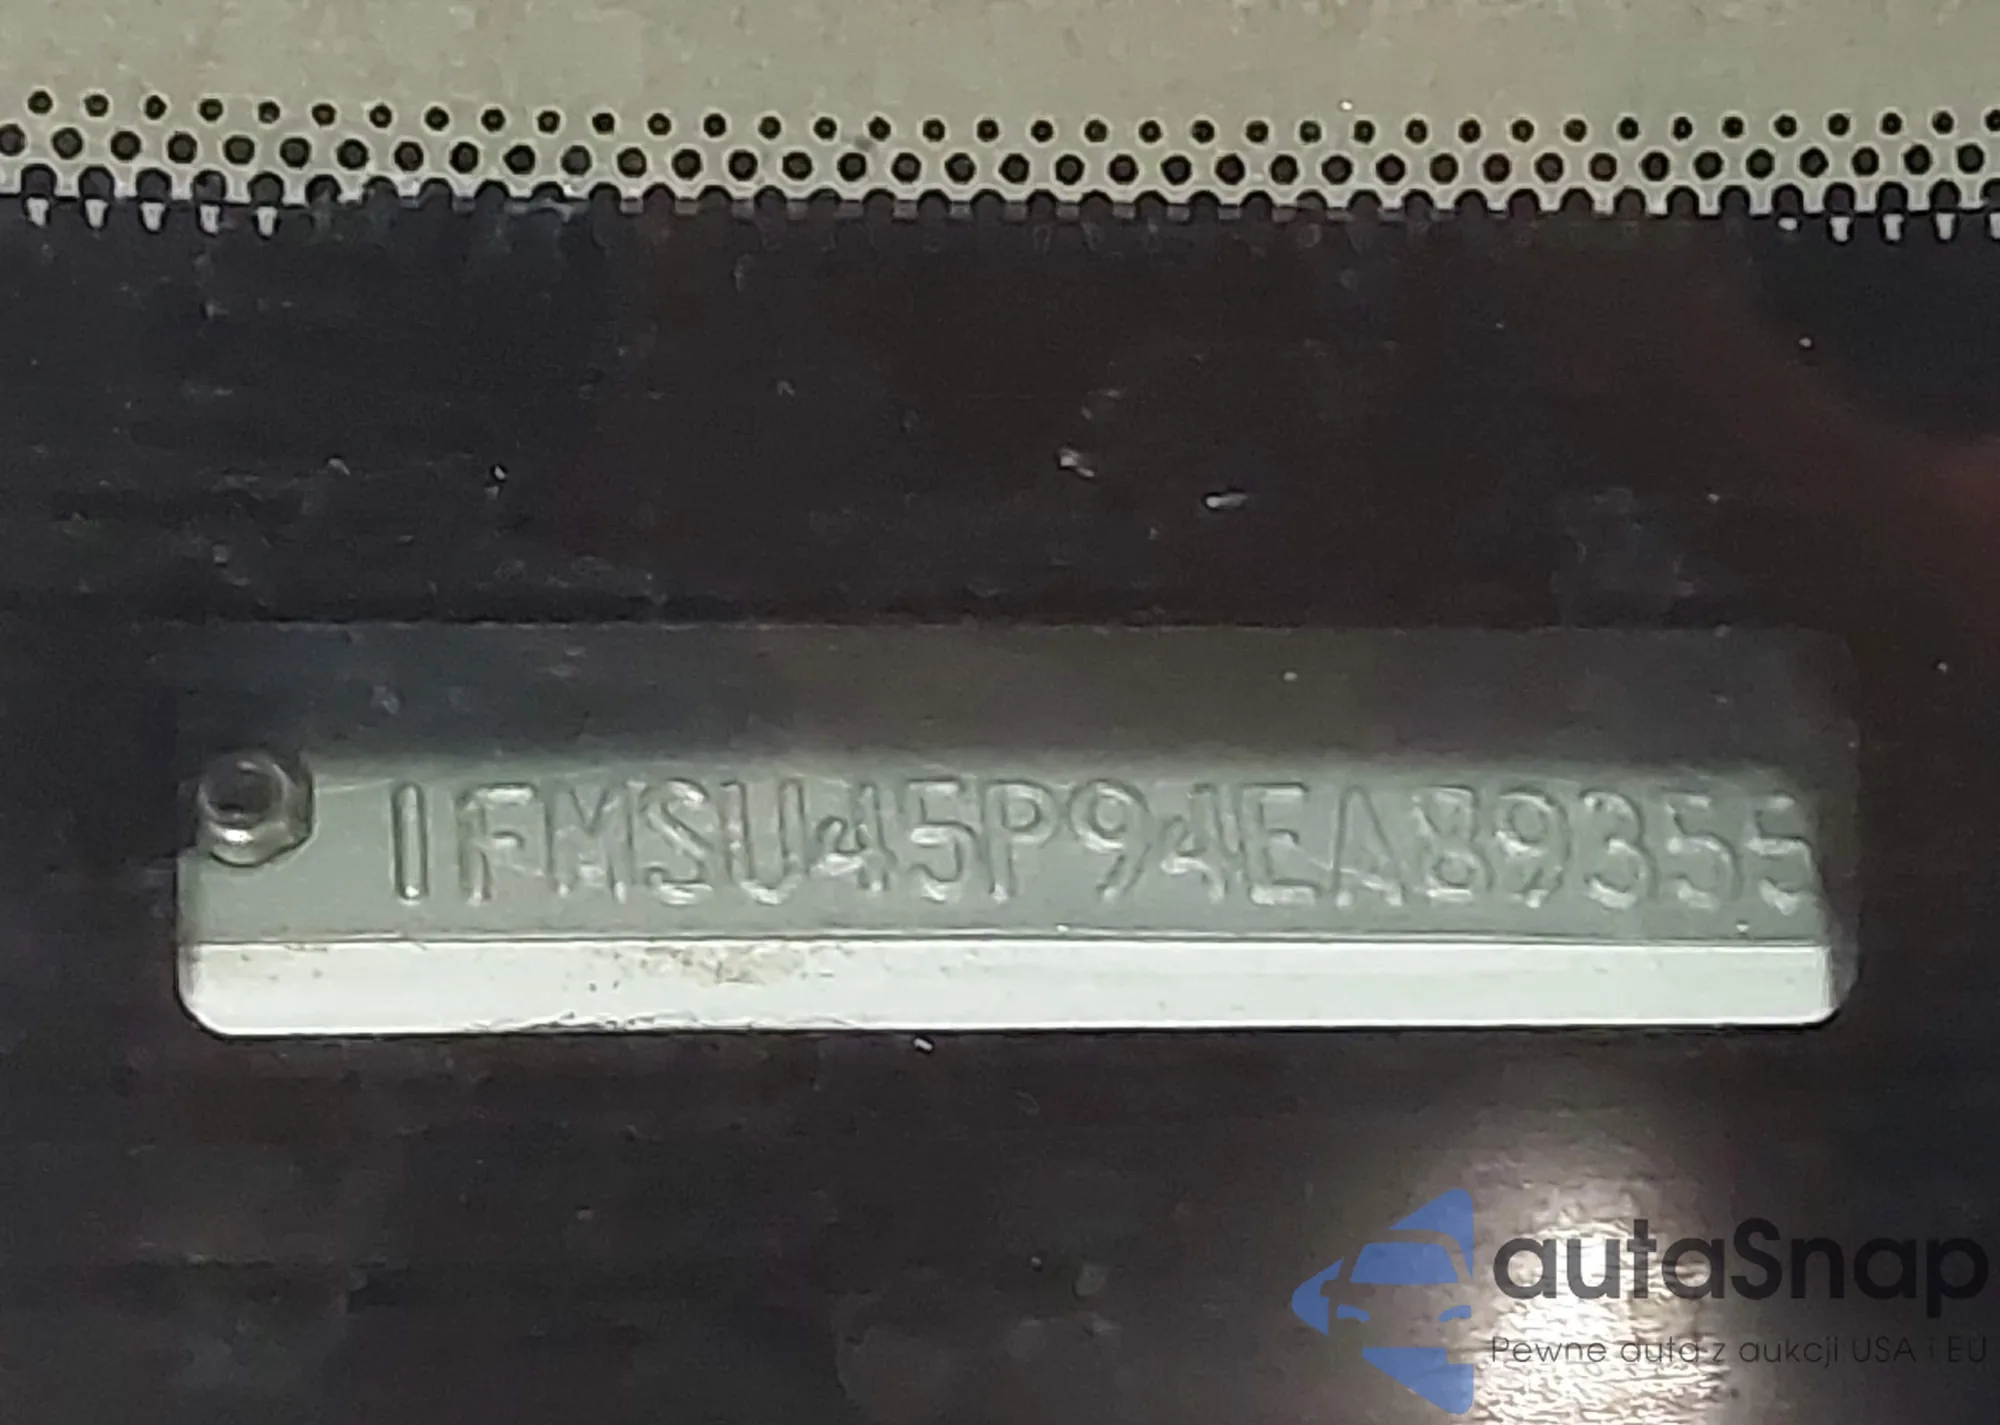 1FMSU45P94EA89355
autaSnap
Pewne auta z aukcji USA i EU